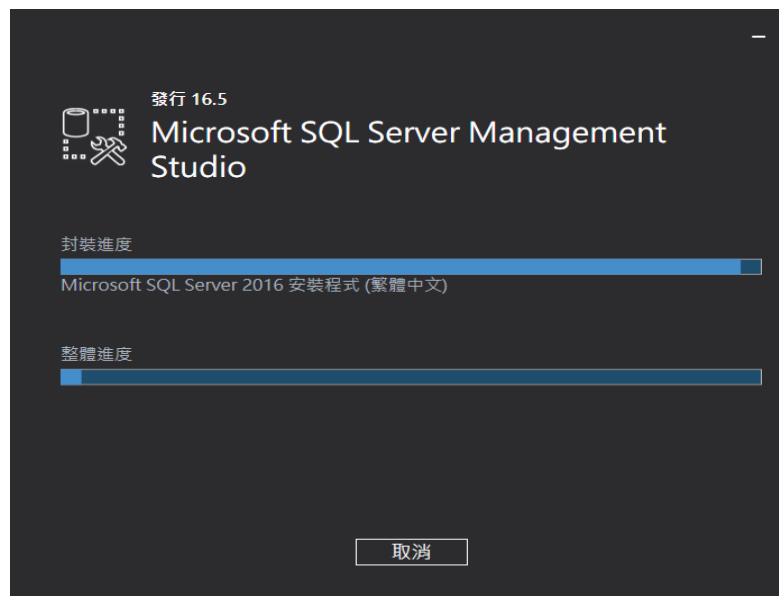 發行 16.5
Microsoft SQL Server Management
Studio
封裝進度
Microsoft SQL Server 2016 安裝程式 (繁體中文)
整體進度
取消